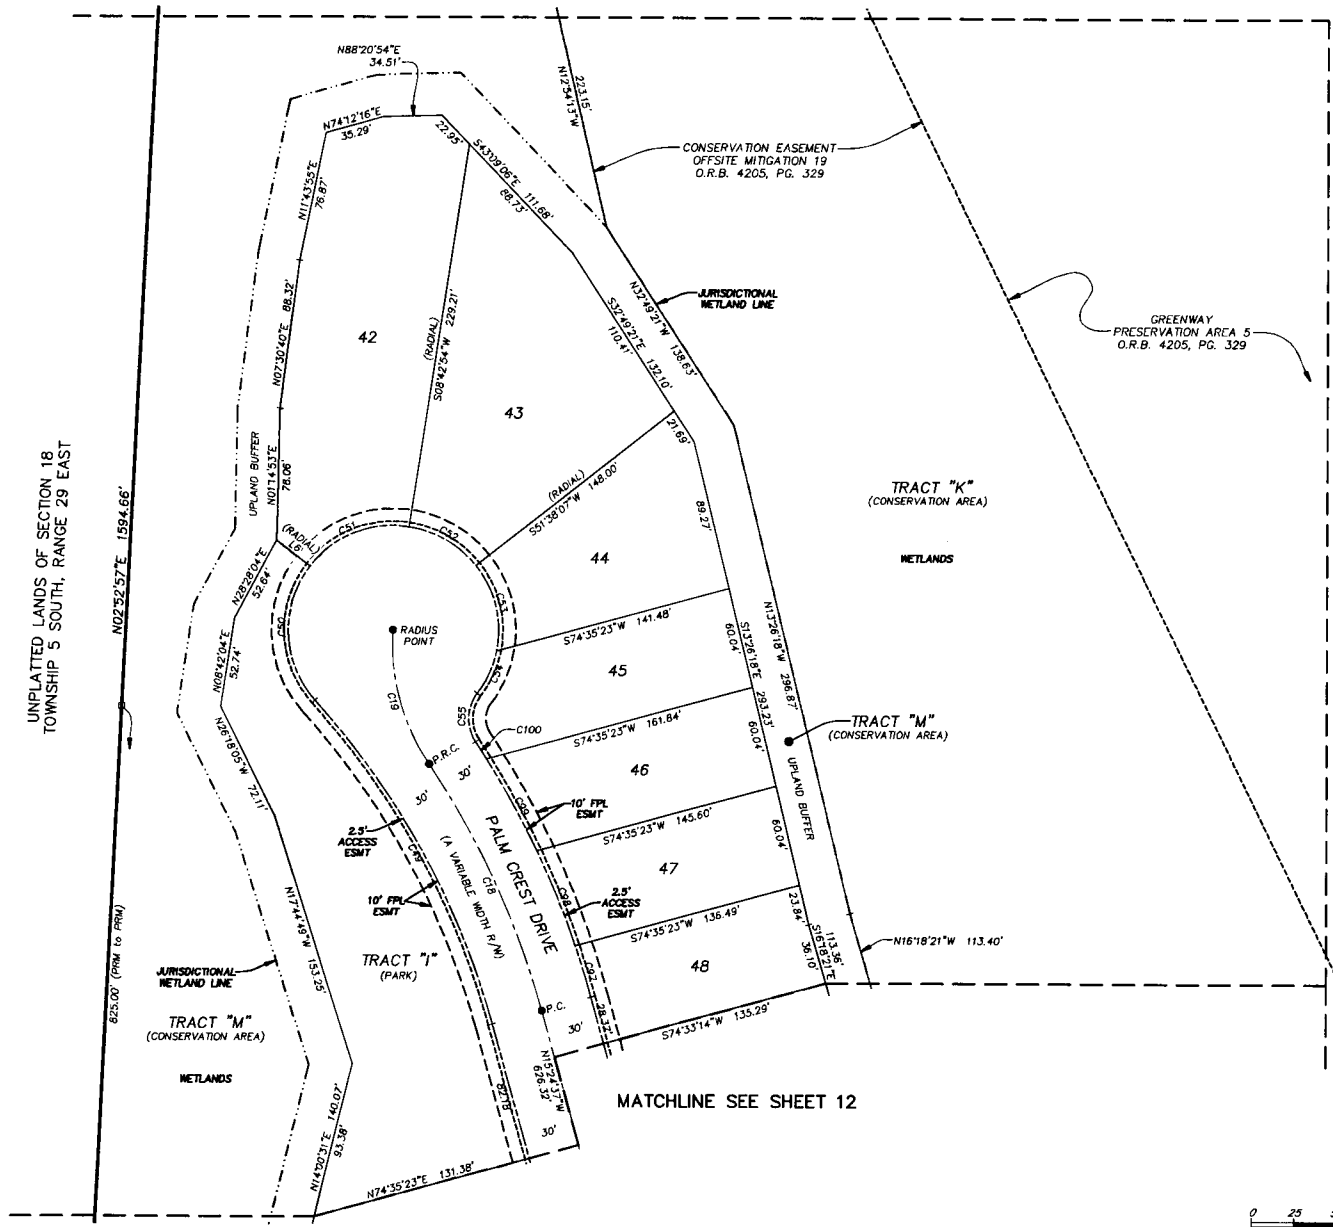 N88°20'54"E
34.51'
N74°12'16"E
35.29'
22.95'
S43°09'06"E 111.68'
88.73'
223.15'
N12°54'13"W
CONSERVATION EASEMENT
OFFSITE MITIGATION 19
O.R.B. 4205, PG. 329
N11°43'55"E
76.87'
N07°30'40"E 88.32'
42
(RADIAL)
S08°42'54"W 229.21'
43
S32°49'21"E 132.10'
110.41'
N32°49'21"W 138.63'
JURISDICTIONAL
WETLAND LINE
GREENWAY
PRESERVATION AREA 5
O.R.B. 4205, PG. 329
UNPLATTED LANDS OF SECTION 18
TOWNSHIP 5 SOUTH, RANGE 29 EAST
N02°52'57"E 1594.66'
825.00' (PRM to PRM)
UPLAND BUFFER
N01°14'53"E
78.06'
(RADIAL)
L6'
21.69'
(RADIAL)
S51°38'07"W 148.00'
89.27'
TRACT "K"
(CONSERVATION AREA)
WETLANDS
C51
C52
44
N28°28'04"E
52.64'
C50
C53
RADIUS
POINT
S74°35'23"W 141.48'
N08°42'04"E
52.74'
C54
45
60.04'
S13°26'18"E 293.23'
N13°26'18"W 296.87'
C19
C55
C100
S74°35'23"W 161.84'
60.04'
TRACT "M"
(CONSERVATION AREA)
N26°18'05"W 72.11'
P.R.C.
30'
30'
46
UPLAND BUFFER
C99
10' FPL
ESMT
S74°35'23"W 145.60'
60.04'
2.5'
ACCESS
ESMT
C49
PALM CREST DRIVE
(A VARIABLE WIDTH R/W)
C18
47
10' FPL
ESMT
C98
2.5'
ACCESS
ESMT
23.84'
N17°44'49"W 153.25'
S74°35'23"W 136.49'
S16°18'21"E
36.10'
113.36'
N16°18'21"W 113.40'
TRACT "I"
(PARK)
48
C97
JURISDICTIONAL
WETLAND LINE
P.C.
28.32'
30'
S74°33'14"W 135.29'
TRACT "M"
(CONSERVATION AREA)
WETLANDS
N15°24'37"W
626.32'
82.18'
30'
MATCHLINE SEE SHEET 12
N14°00'31"E 140.07'
93.38'
N74°35'23"E 131.38'
0 25